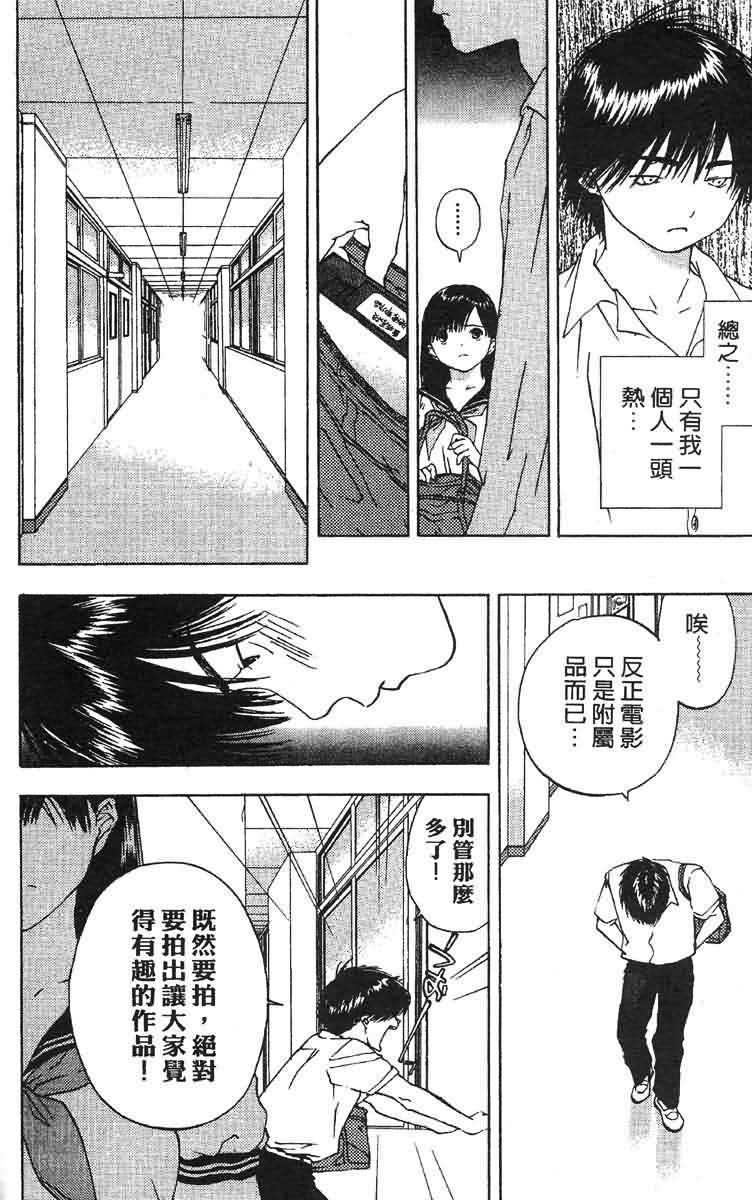 總之……
只有我一
個人一頭
熱…
……
唉~~~
反正電影
只是附屬
品而已…
別管那麼
多了！
既然要拍，絕對
要拍出讓大家覺
得有趣的作品！